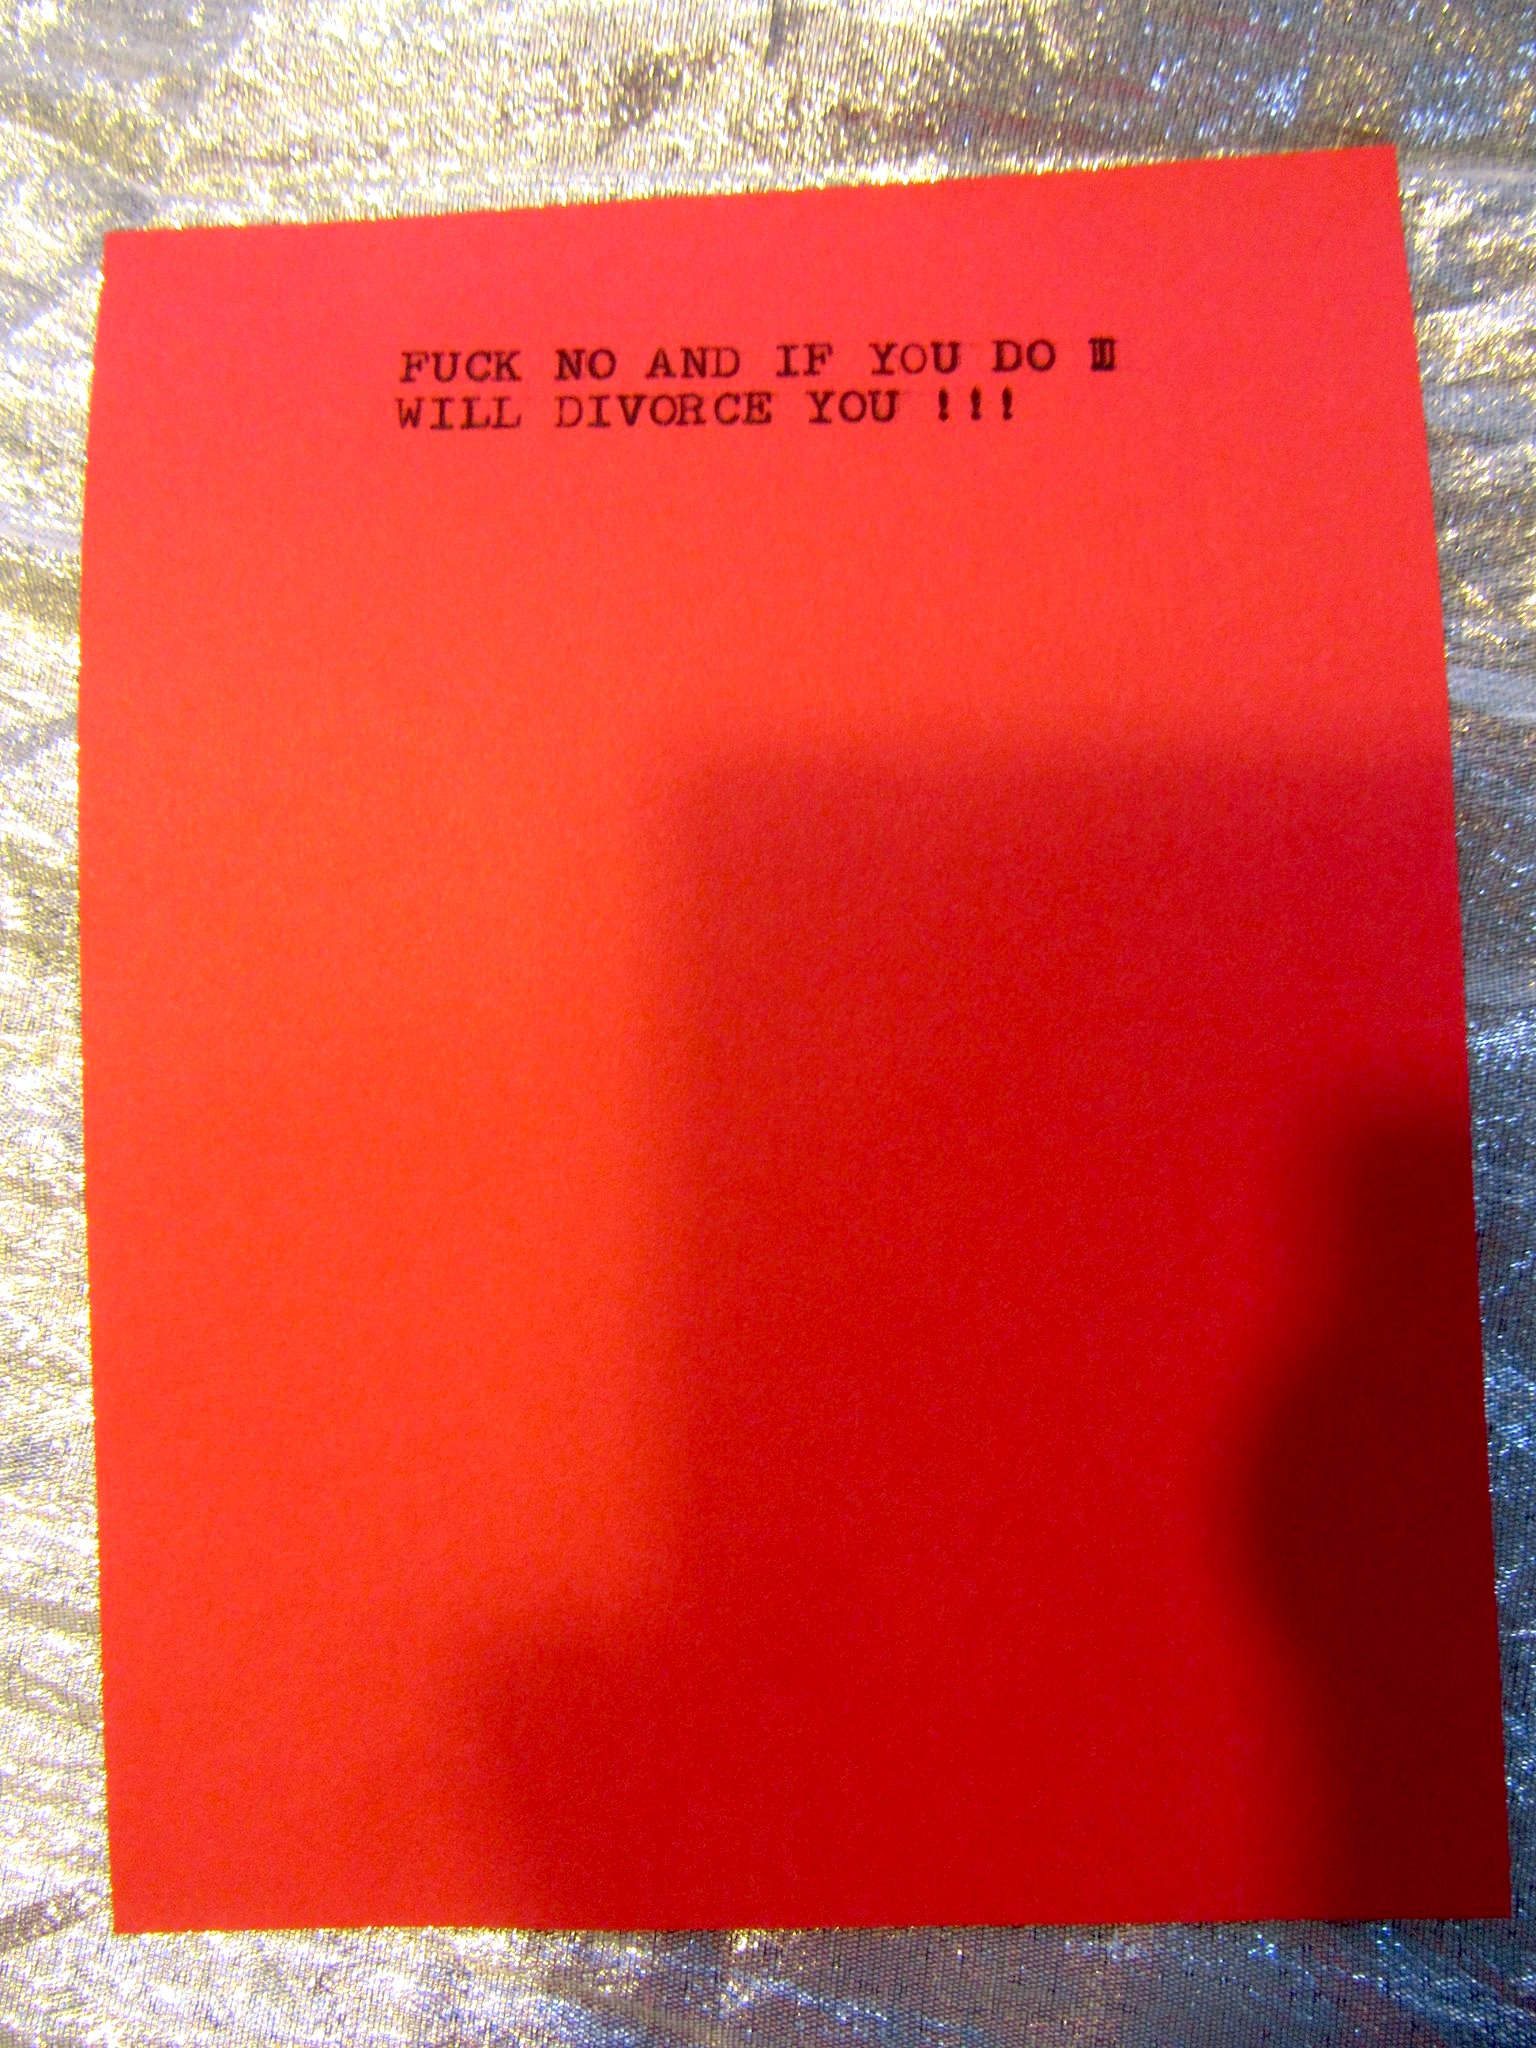 FUCK NO AND IF YOU DO I
WILL DIVORCE YOU !!!